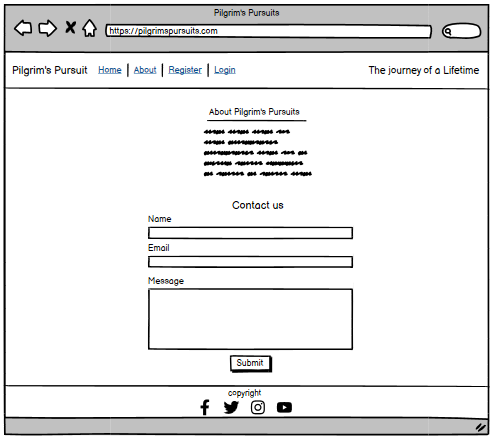 Pilgrim's Pursuits
https://pilgrimspursuits.com
Pilgrim's Pursuit Home About Register Login The journey of a Lifetime
About Pilgrim's Pursuits
Contact us
Name
Email
Message
Submit
copyright